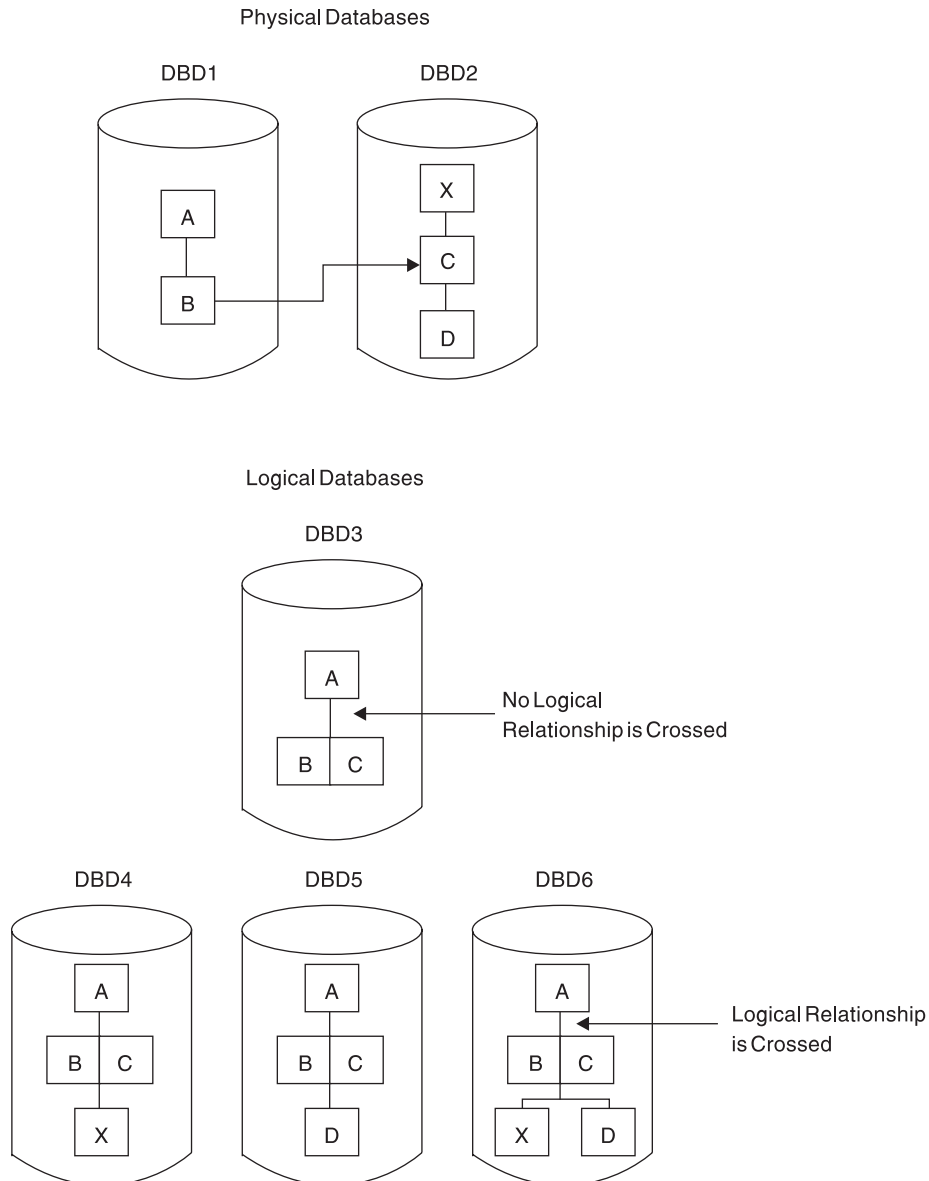 Physical Databases
DBD1
DBD2
A
B
X
C
D
Logical Databases
DBD3
A
B C
No Logical
Relationship is Crossed
DBD4
DBD5
DBD6
A
B C
X
A
B C
D
A
B C
X D
Logical Relationship
is Crossed